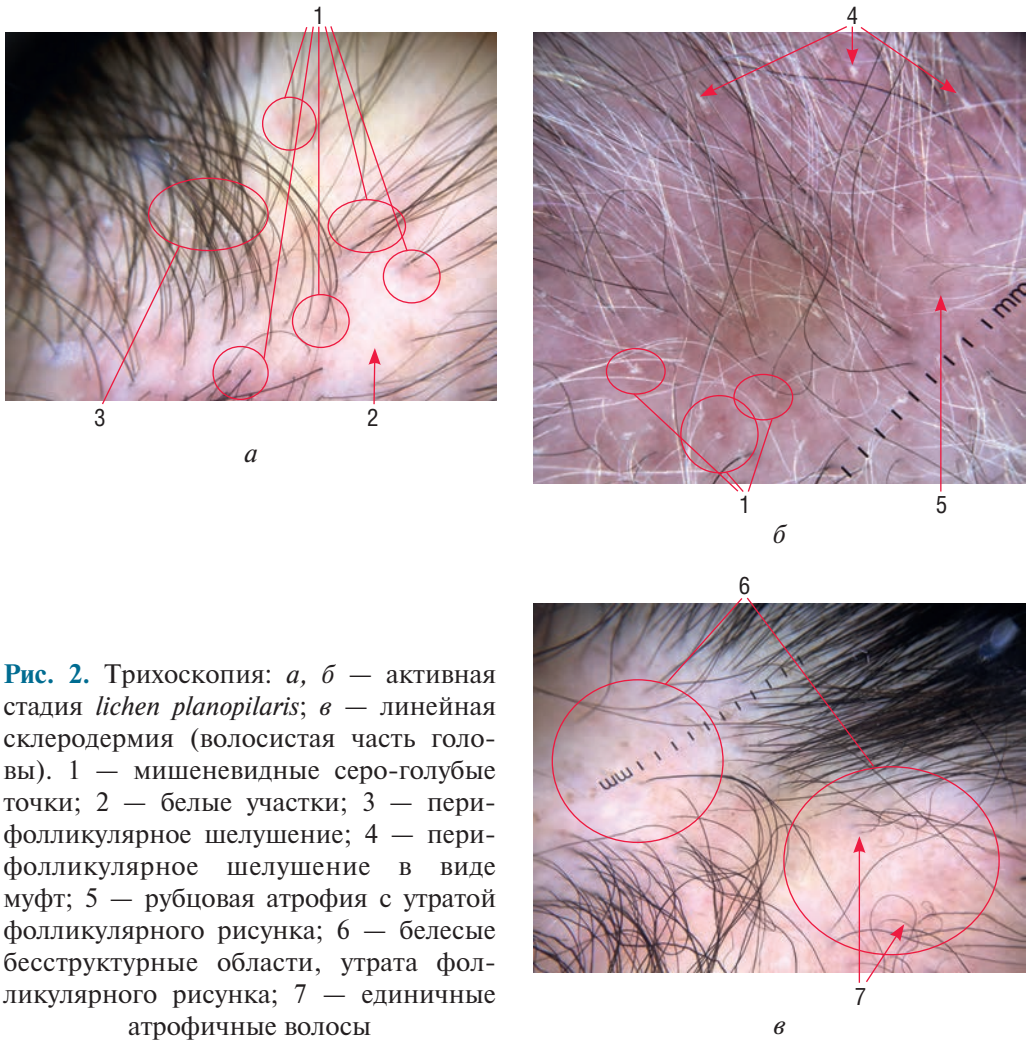 1
4
3
2
а
1
5
б
6
Рис. 2. Трихоскопия: а, б — активная
стадия lichen planopilaris; в — линейная
склеродермия (волосистая часть голо-
вы). 1 — мишеневидные серо-голубые
точки; 2 — белые участки; 3 — пери-
фолликулярное шелушение; 4 — пери-
фолликулярное шелушение в виде
муфт; 5 — рубцовая атрофия с утратой
фолликулярного рисунка; 6 — белесые
бесструктурные области, утрата фол-
ликулярного рисунка; 7 — единичные
атрофичные волосы
mm
mm
7
в